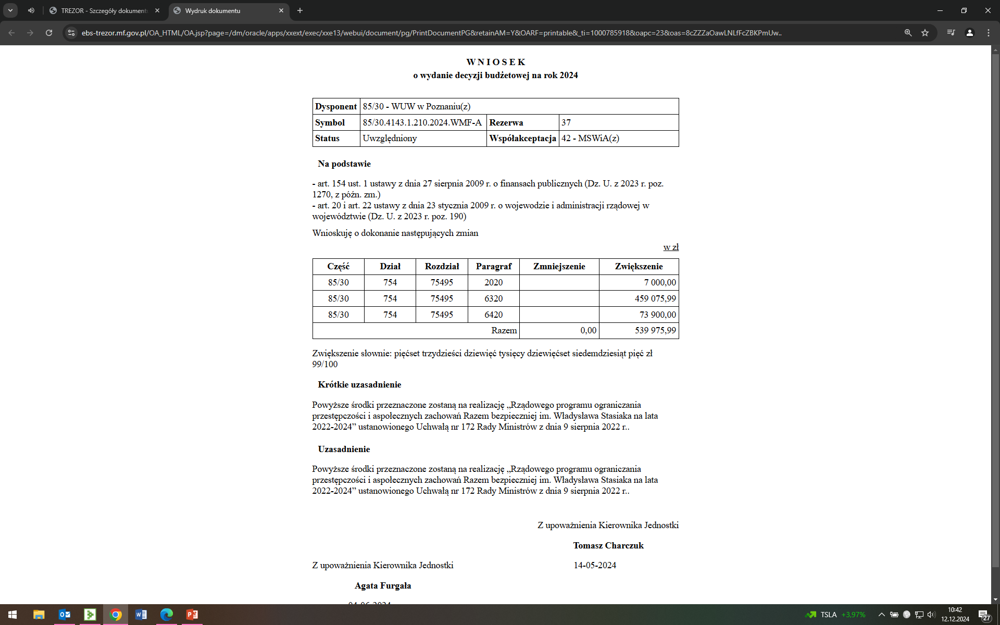 TREZOR - Szczegóły dokument
Wydruk dokumentu
ebs-trezor.mf.gov.pl/OA_HTML/OA.jsp?page=/dm/oracle/apps/xxext/exec/xxe13/webui/document/pg/PrintDocumentPG&retainAM=Y&OARF=printable&_ti=1000785918&oapc=23&oas=8cZZZaOawLNLfFcZBKPmUw..
W N I O S E K
o wydanie decyzji budżetowej na rok 2024
Dysponent 85/30 - WUW w Poznaniu(z)
Symbol 85/30.4143.1.210.2024.WMF-A Rezerwa 37
Status Uwzględniony Współakceptacja 42 - MSWiA(z)
Na podstawie
- art. 154 ust. 1 ustawy z dnia 27 sierpnia 2009 r. o finansach publicznych (Dz. U. z 2023 r. poz.
1270, z późn. zm.)
- art. 20 i art. 22 ustawy z dnia 23 stycznia 2009 r. o wojewodzie i administracji rządowej w
województwie (Dz. U. z 2023 r. poz. 190)
Wnioskuję o dokonanie następujących zmian
w zł
Część Dział Rozdział Paragraf Zmniejszenie Zwiększenie
85/30 754 75495 2020 7 000,00
85/30 754 75495 6320 459 075,99
85/30 754 75495 6420 73 900,00
Razem 0,00 539 975,99
Zwiększenie słownie: pięćset trzydzieści dziewięć tysięcy dziewięćset siedemdziesiąt pięć zł
99/100
Krótkie uzasadnienie
Powyższe środki przeznaczone zostaną na realizację „Rządowego programu ograniczania
przestępczości i aspołecznych zachowań Razem bezpieczniej im. Władysława Stasiaka na lata
2022-2024” ustanowionego Uchwałą nr 172 Rady Ministrów z dnia 9 sierpnia 2022 r..
Uzasadnienie
Powyższe środki przeznaczone zostaną na realizację „Rządowego programu ograniczania
przestępczości i aspołecznych zachowań Razem bezpieczniej im. Władysława Stasiaka na lata
2022-2024” ustanowionego Uchwałą nr 172 Rady Ministrów z dnia 9 sierpnia 2022 r..
Z upoważnienia Kierownika Jednostki
Tomasz Charczuk
Z upoważnienia Kierownika Jednostki 14-05-2024
Agata Furgała
04-06-2024
TSLA +3,97%
10:42
12.12.2024
27